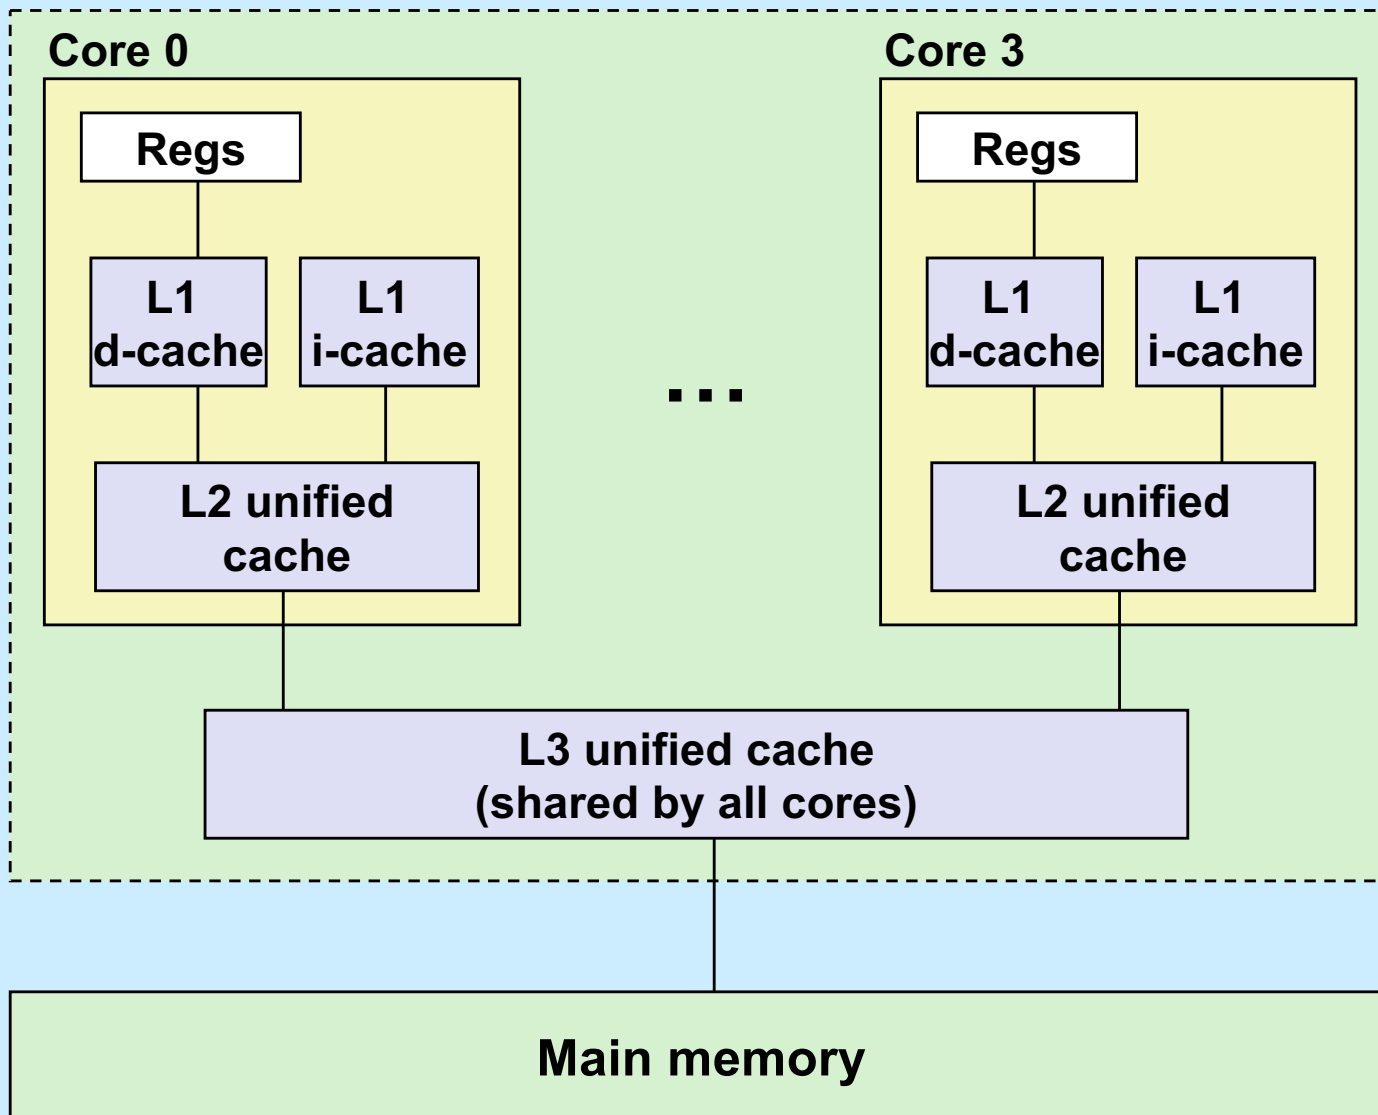 Core 0
Regs
L1
d-cache
L1
i-cache
L2 unified
cache
...
Core 3
Regs
L1
d-cache
L1
i-cache
L2 unified
cache
L3 unified cache
(shared by all cores)
Main memory